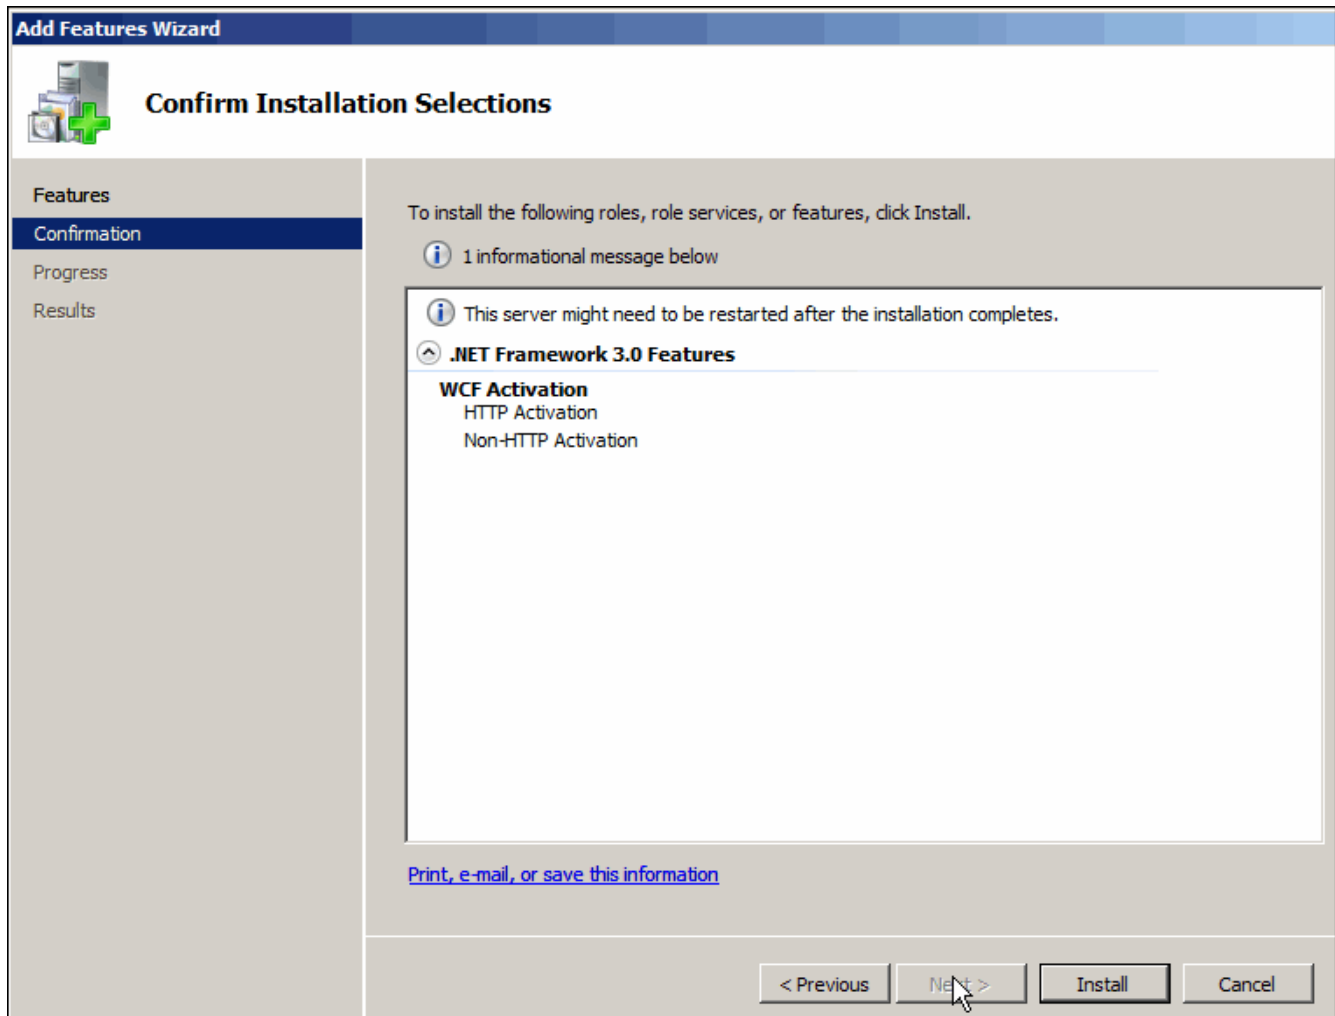 Add Features Wizard
Confirm Installation Selections
Features
Confirmation
Progress
Results
To install the following roles, role services, or features, click Install.
1 informational message below
This server might need to be restarted after the installation completes.
.NET Framework 3.0 Features
WCF Activation
HTTP Activation
Non-HTTP Activation
Print, e-mail, or save this information
< Previous
Next >
Install
Cancel